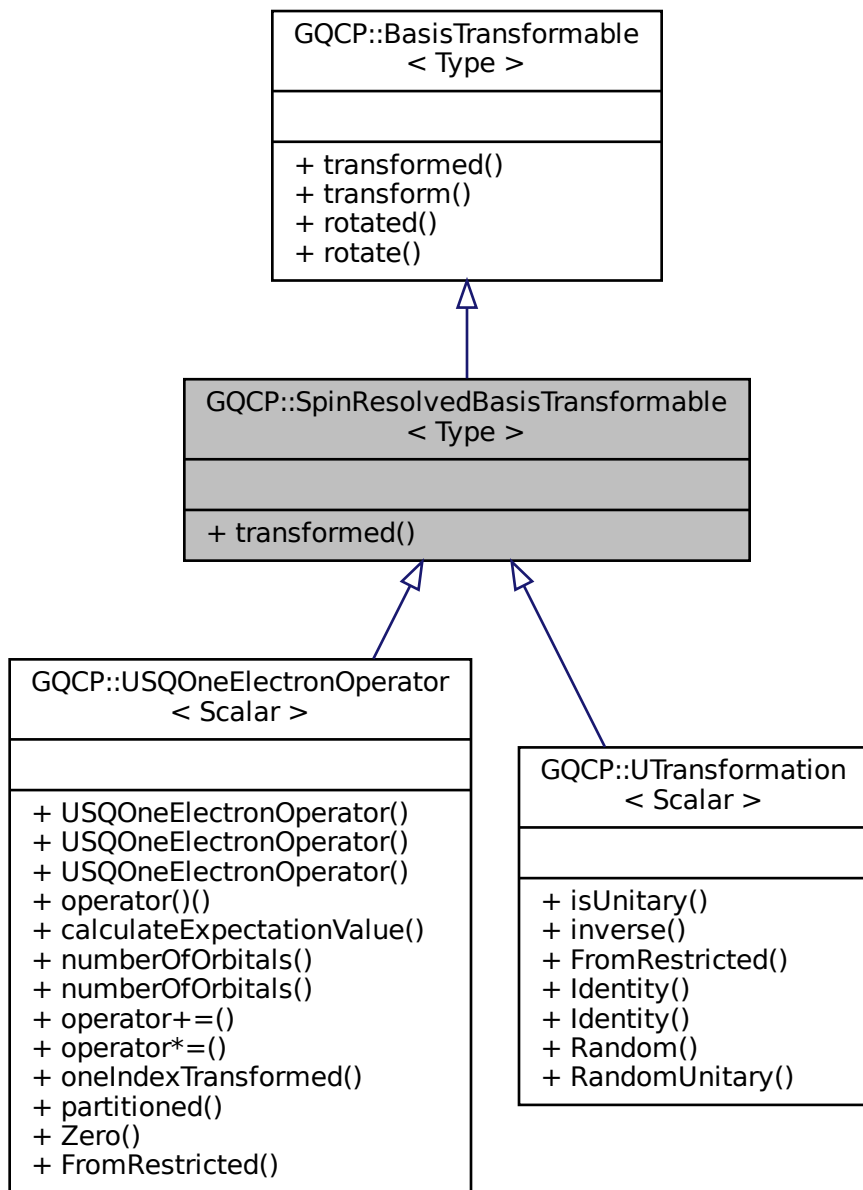 GQCP::BasisTransformable
< Type >
+ transformed()
+ transform()
+ rotated()
+ rotate()
GQCP::SpinResolvedBasisTransformable
< Type >
+ transformed()
GQCP::USQOneElectronOperator
< Scalar >
+ USQOneElectronOperator()
+ USQOneElectronOperator()
+ USQOneElectronOperator()
+ operator()()
+ calculateExpectationValue()
+ numberOfOrbitals()
+ numberOfOrbitals()
+ operator+=()
+ operator*=()
+ oneIndexTransformed()
+ partitioned()
+ Zero()
+ FromRestricted()
GQCP::UTransformation
< Scalar >
+ isUnitary()
+ inverse()
+ FromRestricted()
+ Identity()
+ Identity()
+ Random()
+ RandomUnitary()